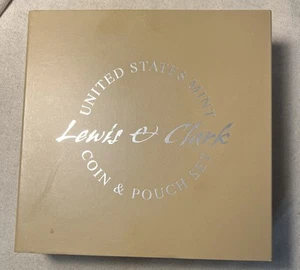 UNITED STATES MINT
Lewis & Clark
COIN & POUCH SET